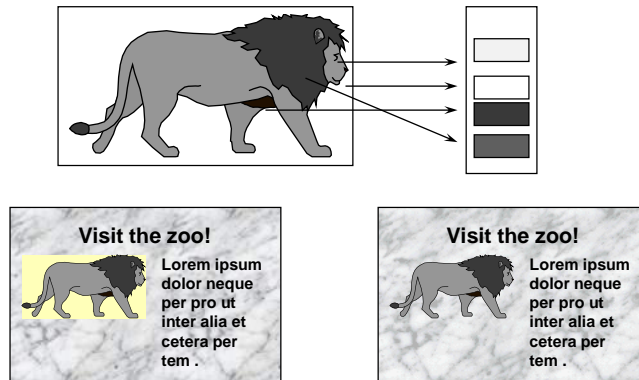 Visit the zoo!
Lorem ipsum
dolor neque
per pro ut
inter alia et
cetera per
tem .
Visit the zoo!
Lorem ipsum
dolor neque
per pro ut
inter alia et
cetera per
tem .